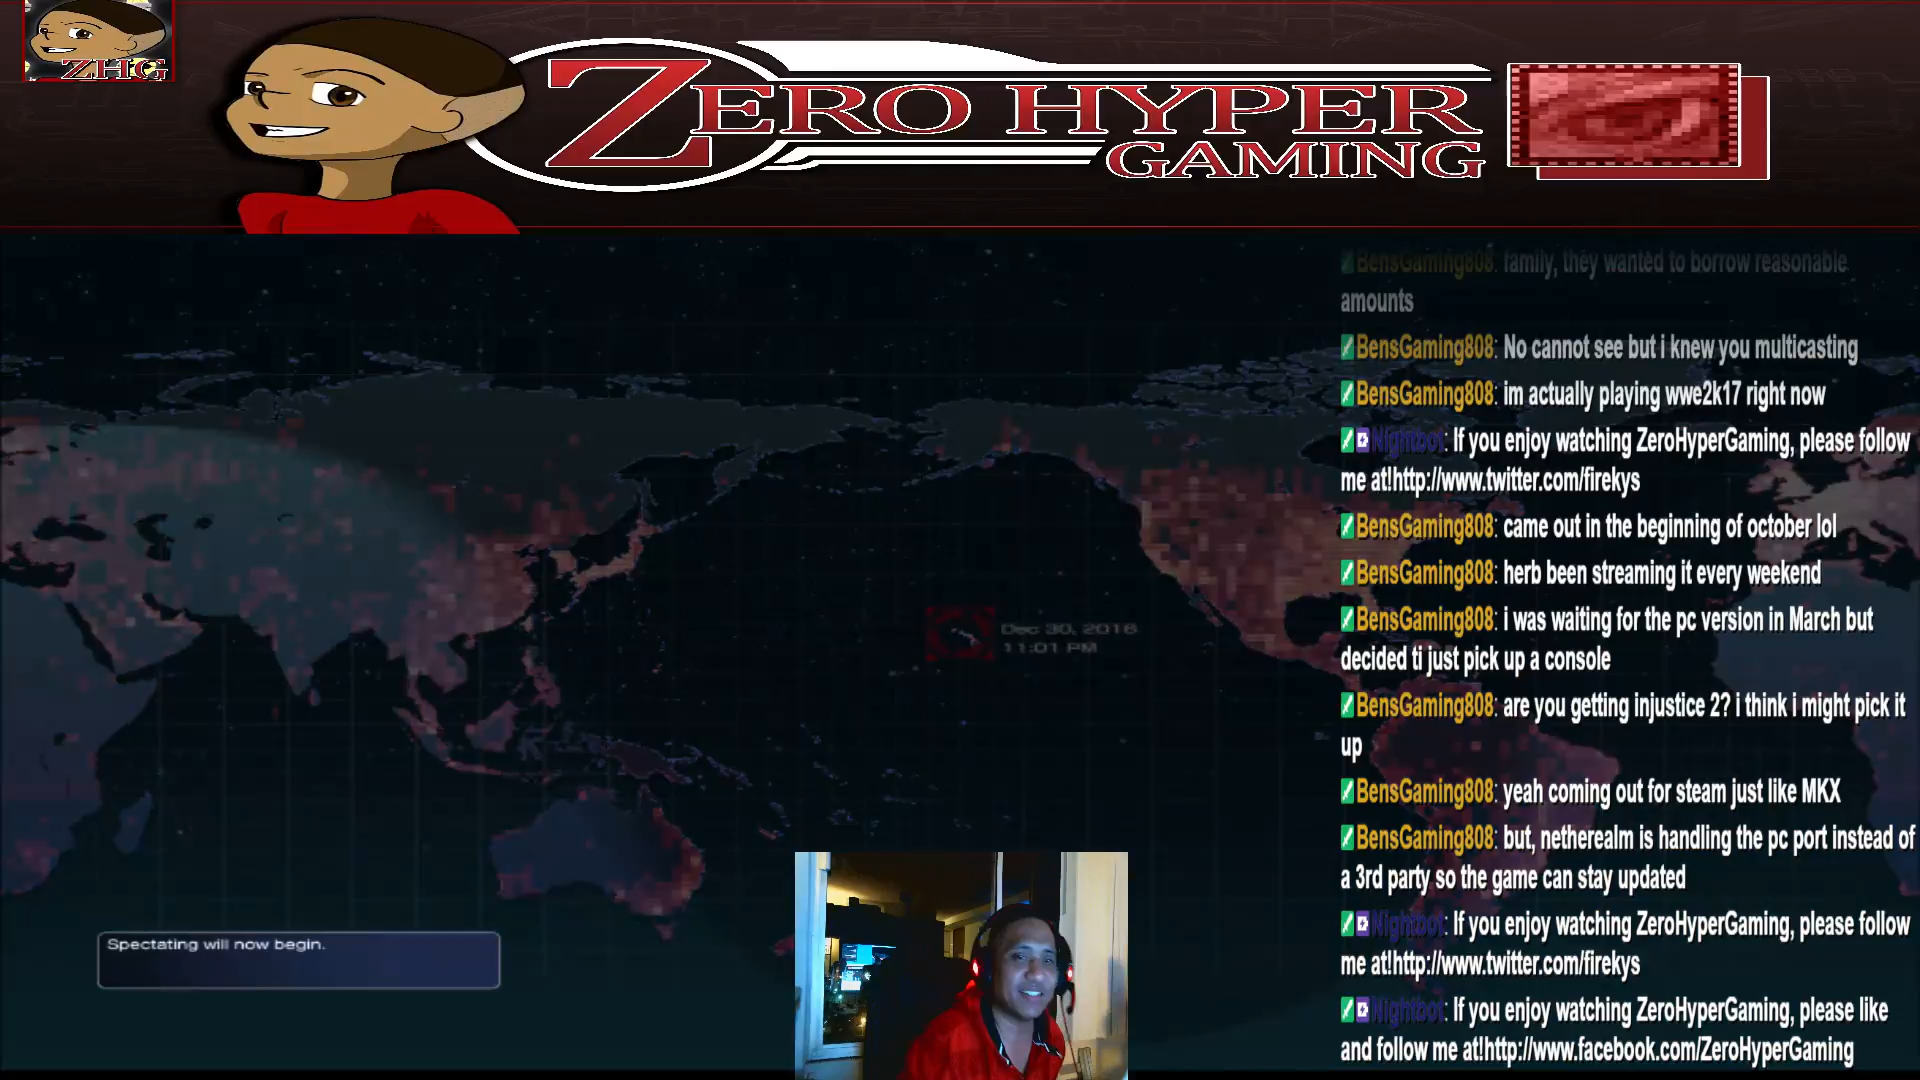 ZHG
ZERO HYPER
GAMING
BensGaming808: family, they wanted to borrow reasonable
amounts
BensGaming808: No cannot see but i knew you multicasting
BensGaming808: im actually playing wwe2k17 right now
Nightbot: If you enjoy watching ZeroHyperGaming, please follow
me at!http://www.twitter.com/firekys
BensGaming808: came out in the beginning of october lol
BensGaming808: herb been streaming it every weekend
BensGaming808: i was waiting for the pc version in March but
decided ti just pick up a console
Dec 30, 2016
11:01 PM
BensGaming808: are you getting injustice 2? i think i might pick it
up
BensGaming808: yeah coming out for steam just like MKX
BensGaming808: but, netherealm is handling the pc port instead of
a 3rd party so the game can stay updated
Nightbot: If you enjoy watching ZeroHyperGaming, please follow
me at!http://www.twitter.com/firekys
Spectating will now begin.
Nightbot: If you enjoy watching ZeroHyperGaming, please like
and follow me at!http://www.facebook.com/ZeroHyperGaming